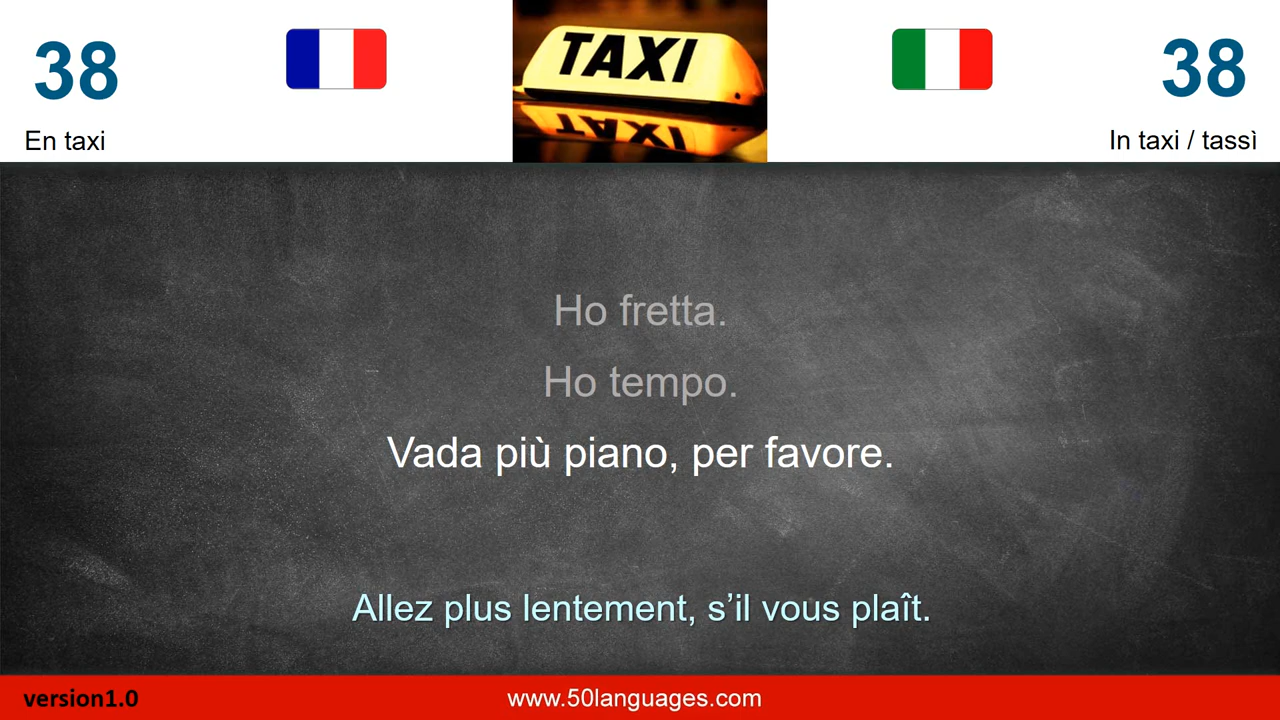 38
38
TAXI
En taxi
In taxi / tassì
Ho fretta.
Ho tempo.
Vada più piano, per favore.
Allez plus lentement, s’il vous plaît.
version1.0
www.50languages.com